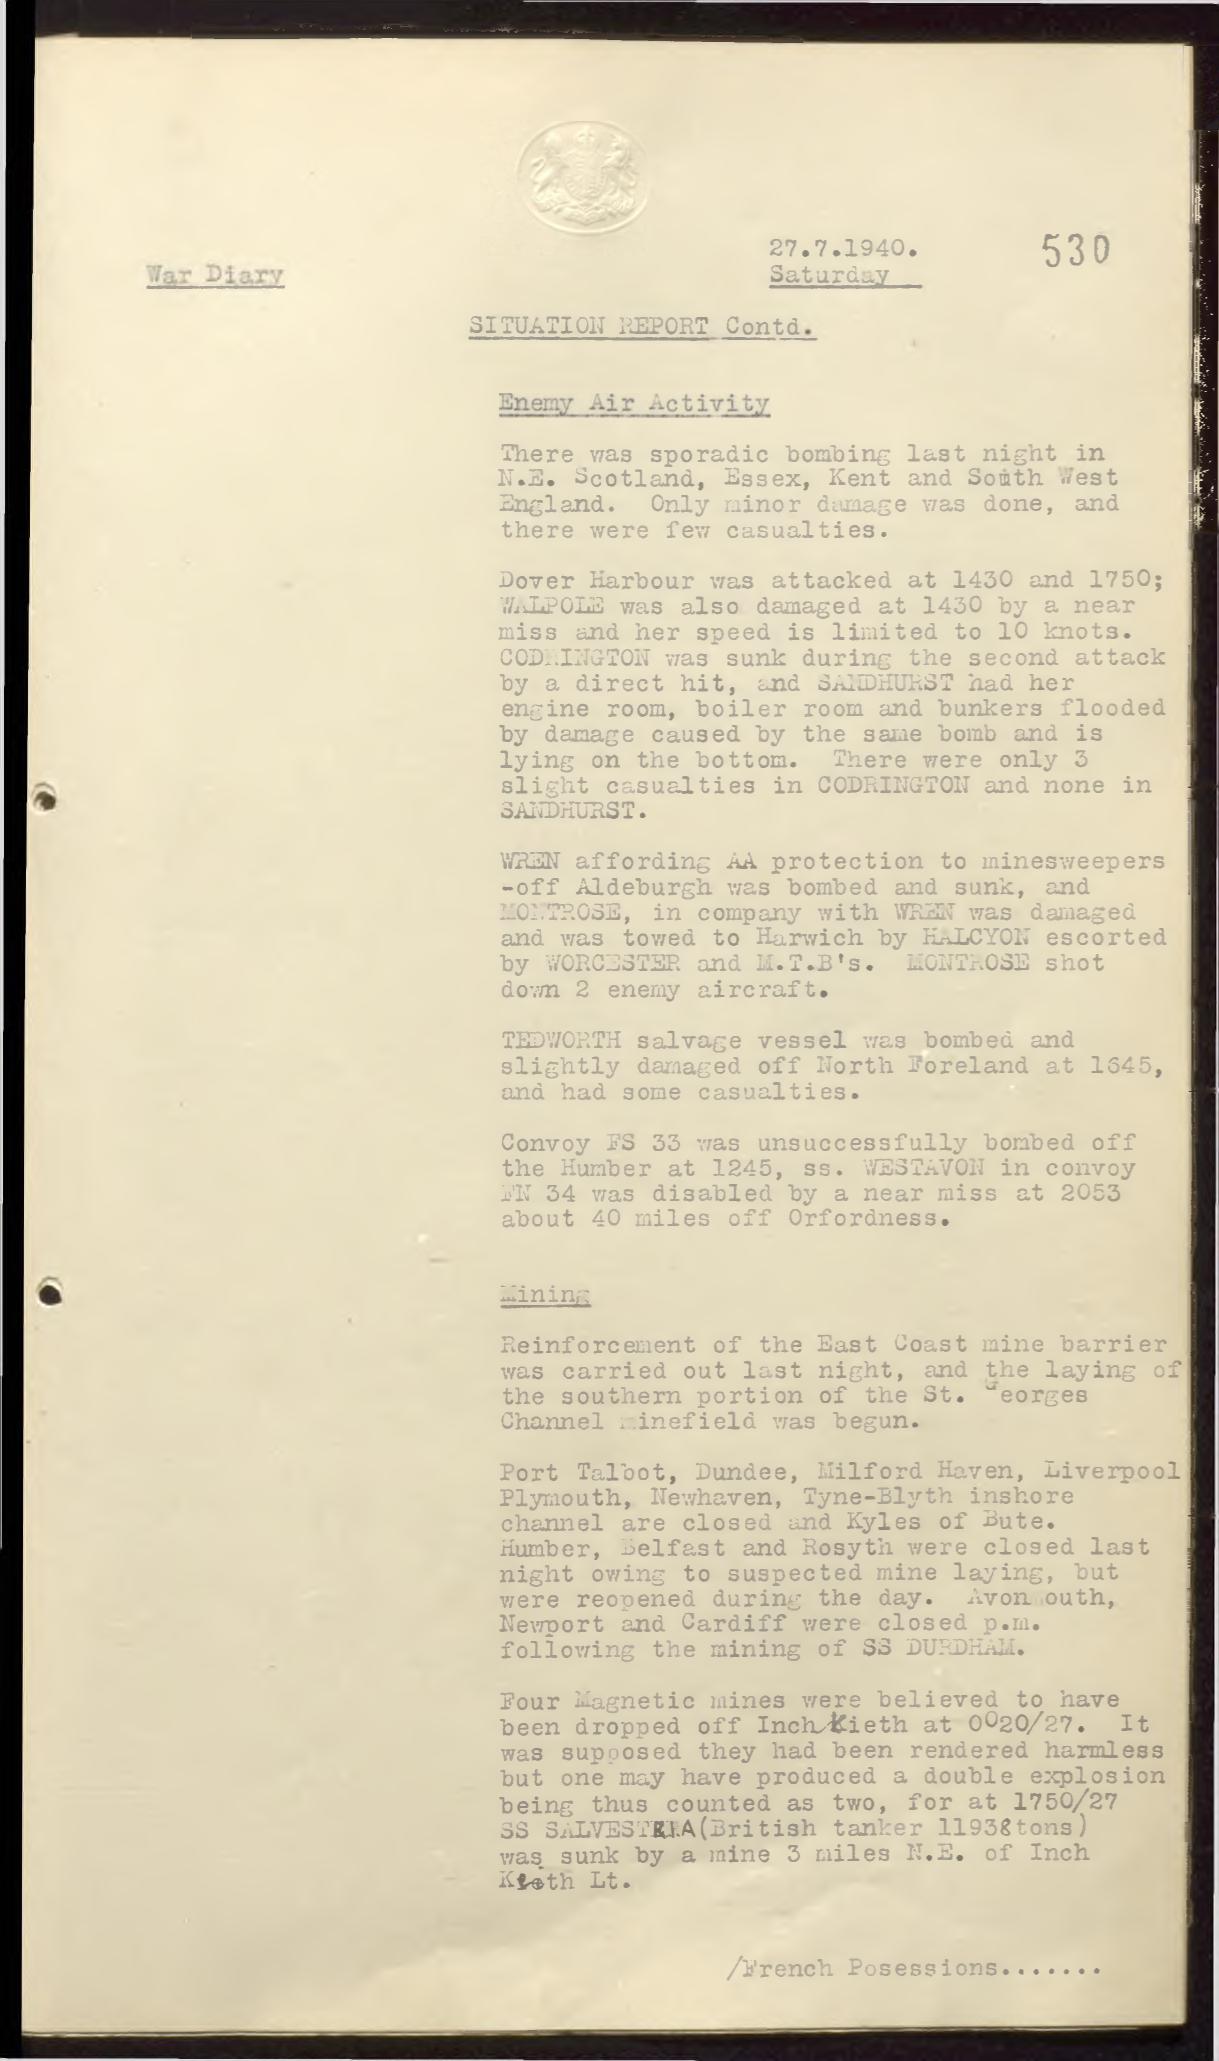 27.7.1940.
530
War Diary
Saturday
SITUATION REPORT Contd.
Enemy Air Activity
There was sporadic bombing last night in
N.E. Scotland, Essex, Kent and South West
England. Only minor damage was done, and
there were few casualties.
Dover Harbour was attacked at 1430 and 1750;
WALPOLE was also damaged at 1430 by a near
miss and her speed is limited to 10 knots.
CODRINGTON was sunk during the second attack
by a direct hit, and SANDHURST had her
engine room, boiler room and bunkers flooded
by damage caused by the same bomb and is
lying on the bottom. There were only 3
slight casualties in CODRINGTON and none in
SANDHURST.
WREN affording AA protection to minesweepers
-off Aldeburgh was bombed and sunk, and
MONTROSE, in company with WREN was damaged
and was towed to Harwich by HALCYON escorted
by WORCESTER and M.T.B's. MONTROSE shot
down 2 enemy aircraft.
TEDWORTH salvage vessel was bombed and
slightly damaged off North Foreland at 1645,
and had some casualties.
Convoy FS 33 was unsuccessfully bombed off
the Humber at 1245, ss. WESTAVON in convoy
FN 34 was disabled by a near miss at 2053
about 40 miles off Orfordness.
Mining
Reinforcement of the East Coast mine barrier
was carried out last night, and the laying of
the southern portion of the St. Georges
Channel minefield was begun.
Port Talbot, Dundee, Milford Haven, Liverpool
Plymouth, Newhaven, Tyne-Blyth inshore
channel are closed and Kyles of Bute.
Humber, Belfast and Rosyth were closed last
night owing to suspected mine laying, but
were reopened during the day. Avonmouth,
Newport and Cardiff were closed p.m.
following the mining of SS DURDHAM.
Four Magnetic mines were believed to have
been dropped off Inch Kieth at 0020/27. It
was supposed they had been rendered harmless
but one may have produced a double explosion
being thus counted as two, for at 1750/27
SS SALVESTRIA(British tanker 11938tons)
was sunk by a mine 3 miles N.E. of Inch
Kieth Lt.
/French Posessions.......